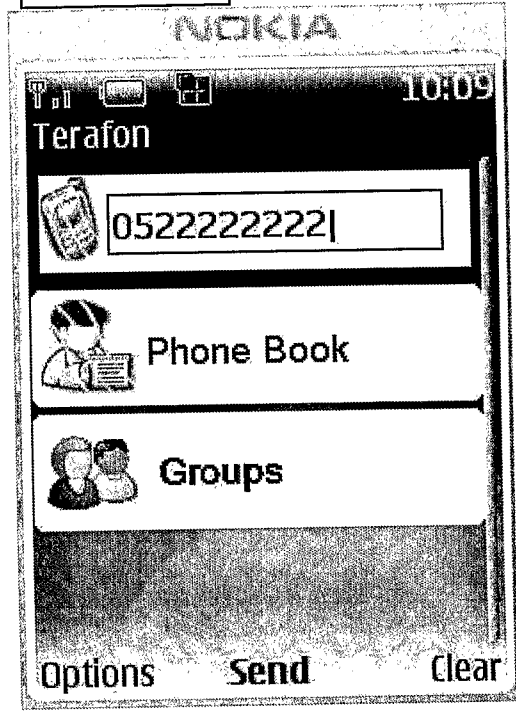 NOKIA
10:09
Terafon
0522222222
Phone Book
Groups
Options Send Clear